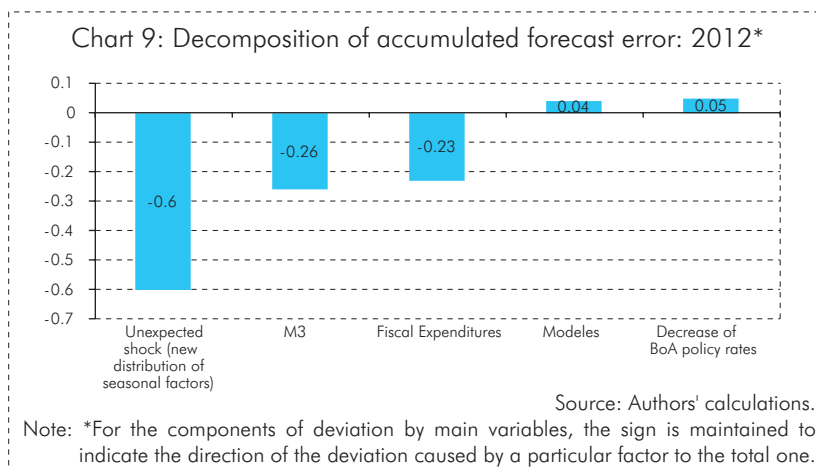 Chart 9: Decomposition of accumulated forecast error: 2012*
0.1
0
-0.1
-0.2
-0.3
-0.4
-0.5
-0.6
-0.7
-0.6
-0.26
-0.23
0.04
0.05
Unexpected
shock (new
distribution of
seasonal factors)
M3
Fiscal Expenditures
Modeles
Decrease of
BoA policy rates
Source: Authors' calculations.
Note: *For the components of deviation by main variables, the sign is maintained to
indicate the direction of the deviation caused by a particular factor to the total one.